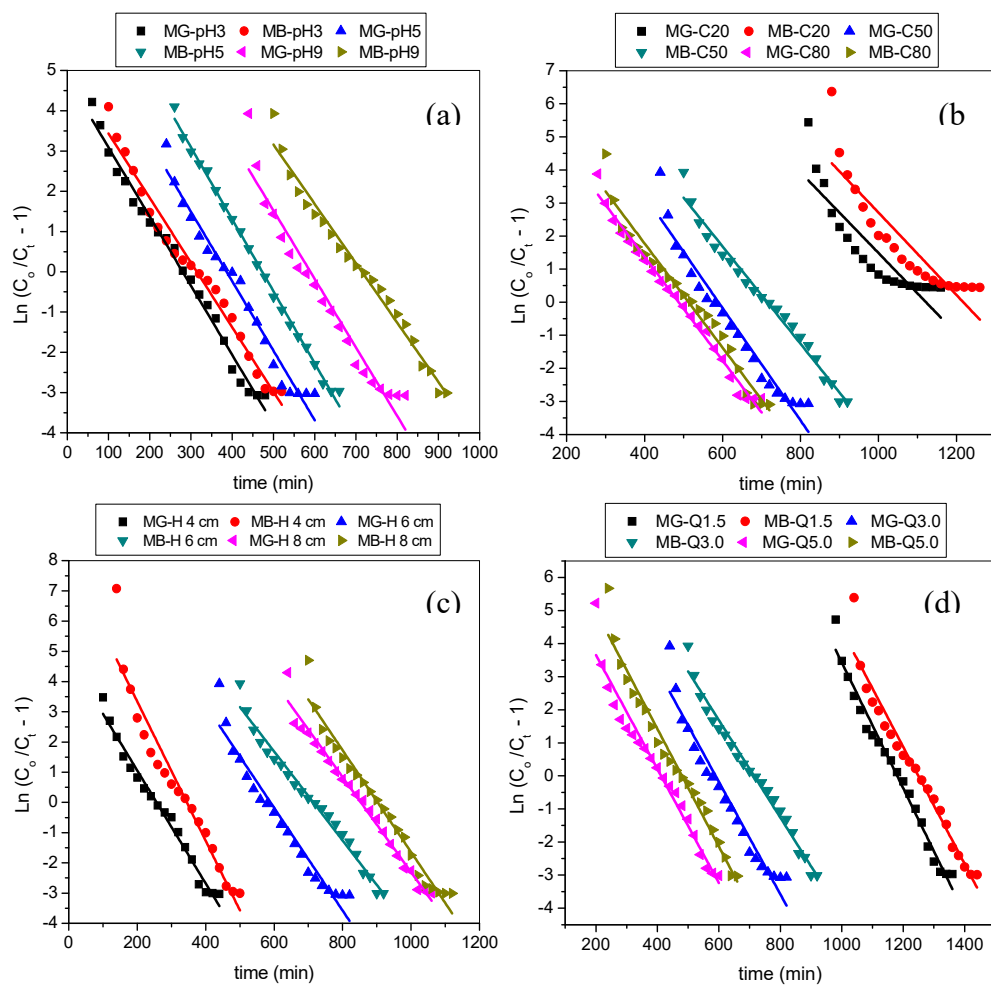 MG-pH3 MB-pH3 MG-pH5
MB-pH5 MG-pH9 MB-pH9
(a)
Ln (Co/Ct - 1)
5
4
3
2
1
0
-1
-2
-3
-4
0 100 200 300 400 500 600 700 800 900 1000
time (min)
MG-C20 MB-C20 MG-C50
MB-C50 MG-C80 MB-C80
(b
Ln (Co/Ct - 1)
7
6
5
4
3
2
1
0
-1
-2
-3
-4
200 400 600 800 1000 1200
time (min)
MG-H 4 cm MB-H 4 cm MG-H 6 cm
MB-H 6 cm MG-H 8 cm MB-H 8 cm
(c)
Ln (Co/Ct - 1)
8
7
6
5
4
3
2
1
0
-1
-2
-3
-4
0 200 400 600 800 1000 1200
time (min)
MG-Q1.5 MB-Q1.5 MG-Q3.0
MB-Q3.0 MG-Q5.0 MB-Q5.0
(d)
Ln (Co/Ct - 1)
6
5
4
3
2
1
0
-1
-2
-3
-4
200 400 600 800 1000 1200 1400
time (min)